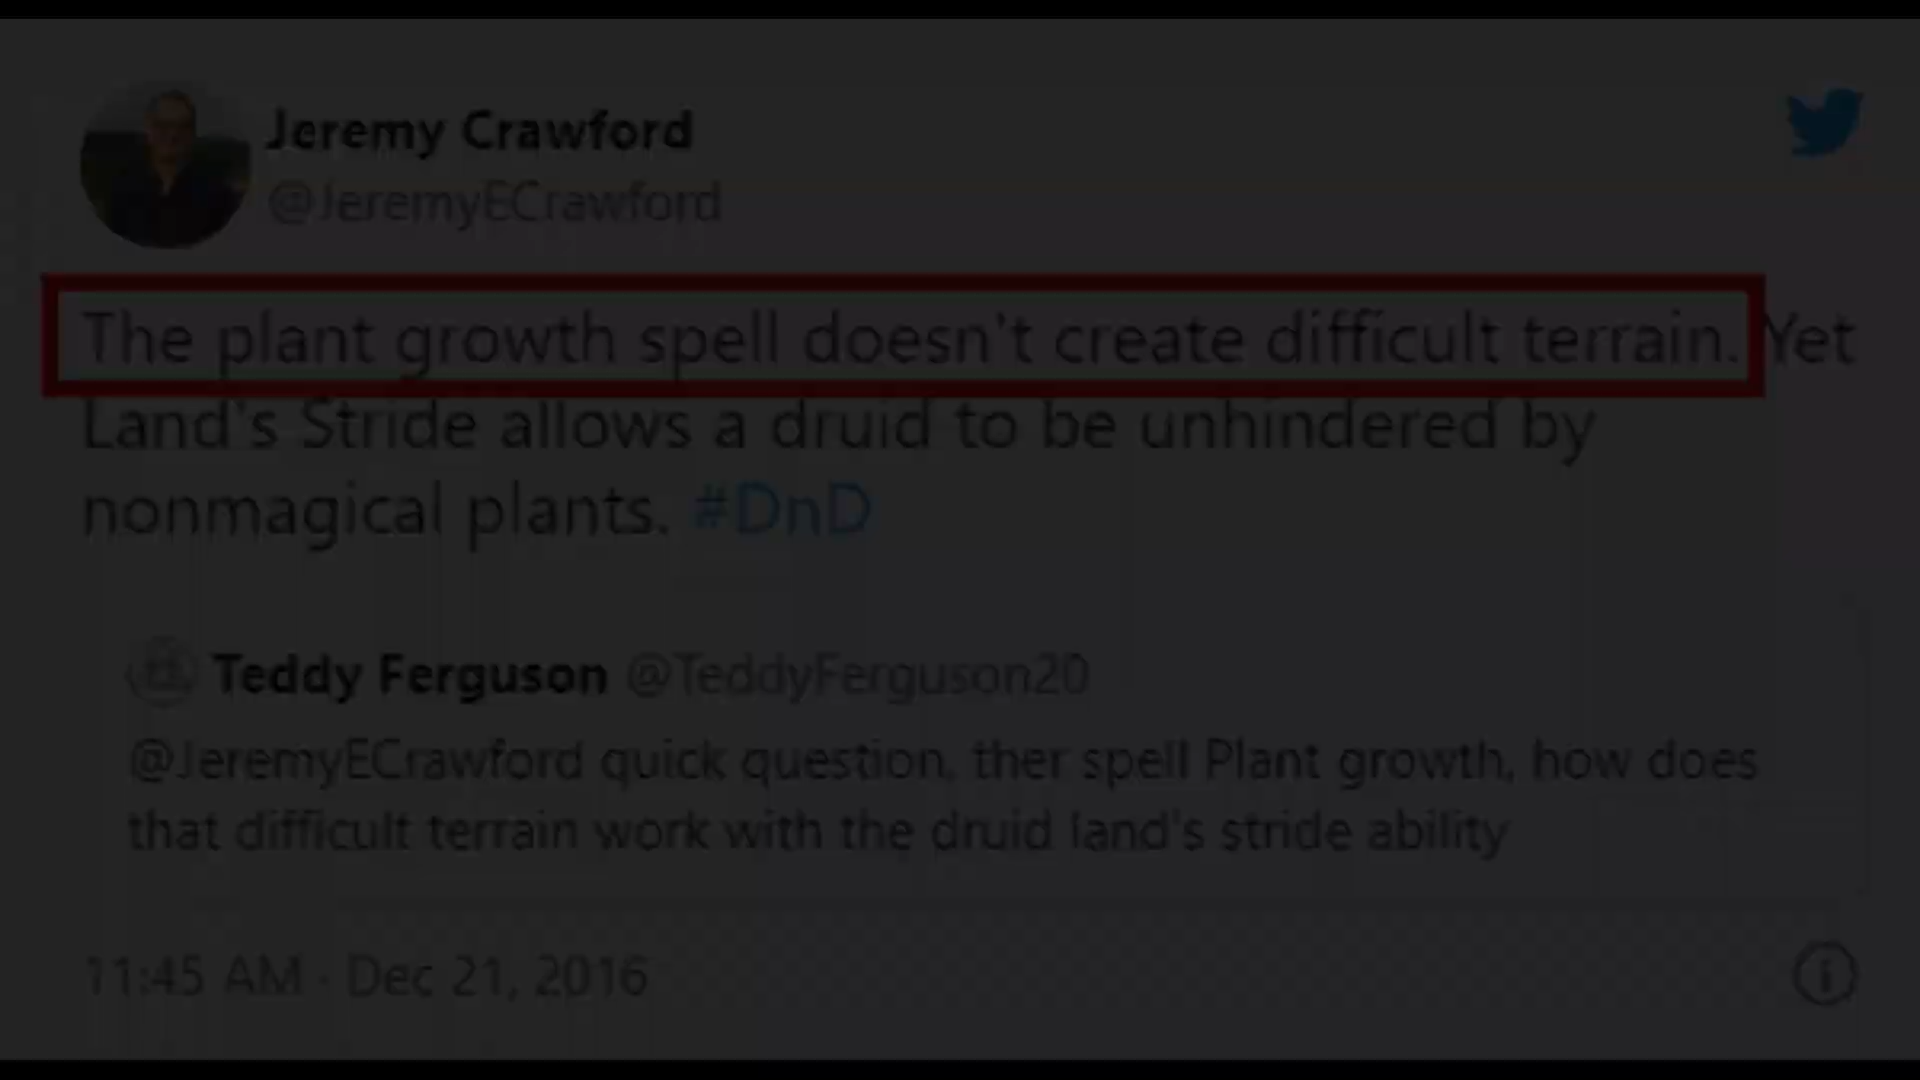 Jeremy Crawford
@JeremyECrawford
The plant growth spell doesn't create difficult terrain. Yet
Land's Stride allows a druid to be unhindered by
nonmagical plants. #DnD
Teddy Ferguson @TeddyFerguson20
@JeremyECrawford quick question, ther spell Plant growth, how does
that difficult terrain work with the druid land's stride ability
11:45 AM · Dec 21, 2016